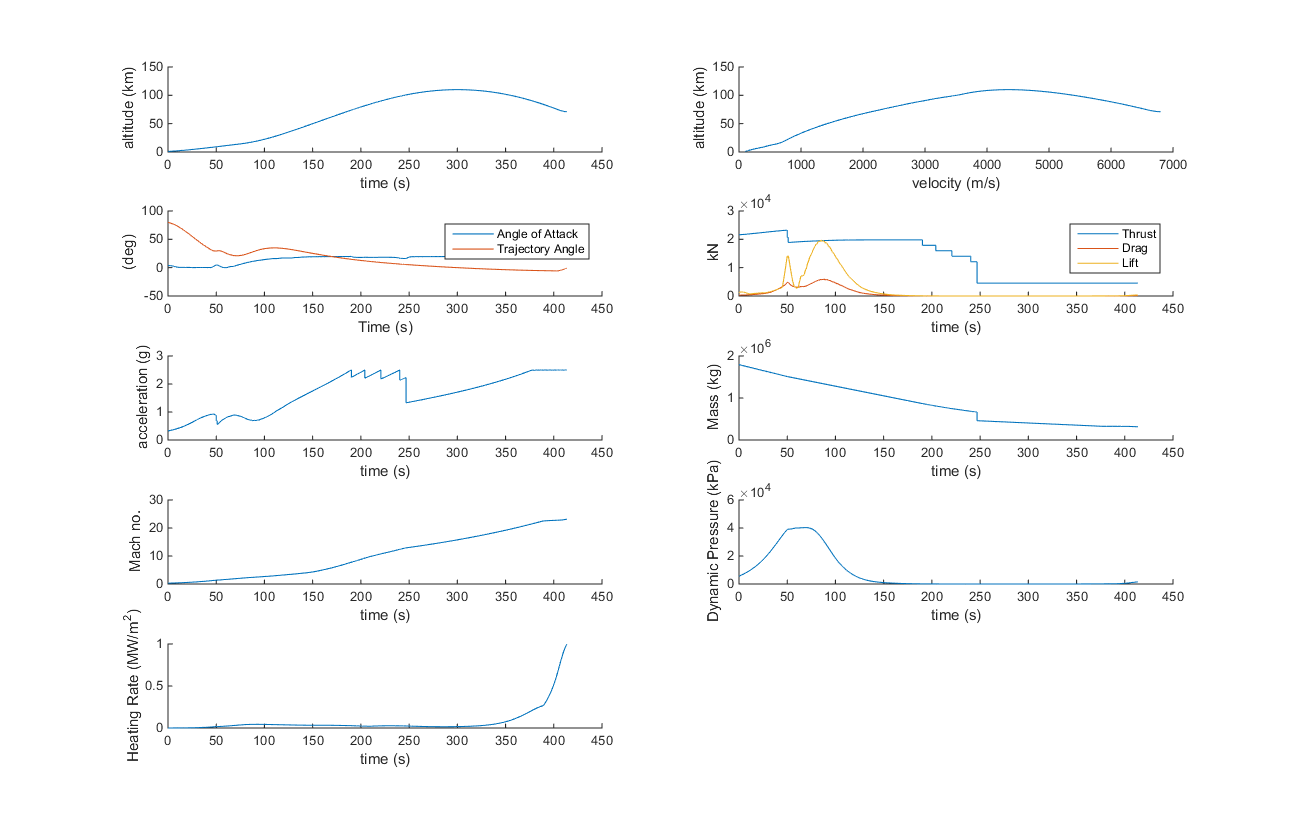 altitude (km)
150
100
50
0
0 50 100 150 200 250 300 350 400 450
time (s)
altitude (km)
150
100
50
0
0 1000 2000 3000 4000 5000 6000 7000
velocity (m/s)
(deg)
100
50
0
-50
Angle of Attack
Trajectory Angle
0 50 100 150 200 250 300 350 400 450
Time (s)
kN
×10^4
3
2
1
0
Thrust
Drag
Lift
0 50 100 150 200 250 300 350 400 450
time (s)
acceleration (g)
3
2
1
0
0 50 100 150 200 250 300 350 400 450
time (s)
Mass (kg)
×10^6
2
1
0
0 50 100 150 200 250 300 350 400 450
time (s)
Mach no.
30
20
10
0
0 50 100 150 200 250 300 350 400 450
time (s)
Dynamic Pressure (kPa)
×10^4
6
4
2
0
0 50 100 150 200 250 300 350 400 450
time (s)
Heating Rate (MW/m²)
1
0.5
0
0 50 100 150 200 250 300 350 400 450
time (s)